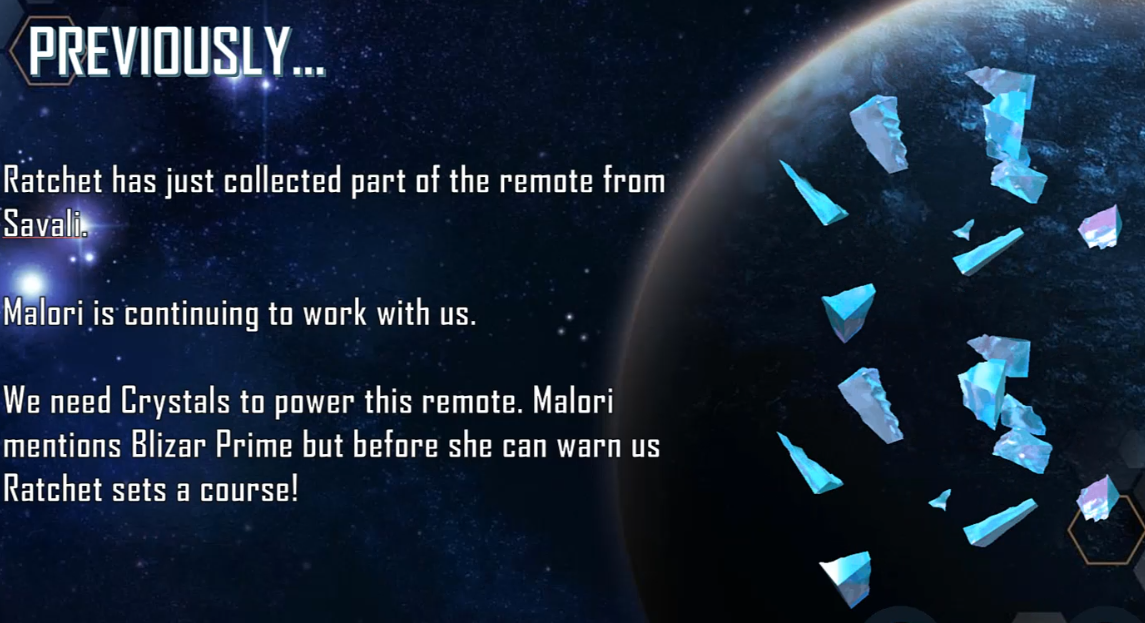 PREVIOUSLY...
Ratchet has just collected part of the remote from
Savali.
Malori is continuing to work with us.
We need Crystals to power this remote. Malori
mentions Blizar Prime but before she can warn us
Ratchet sets a course!